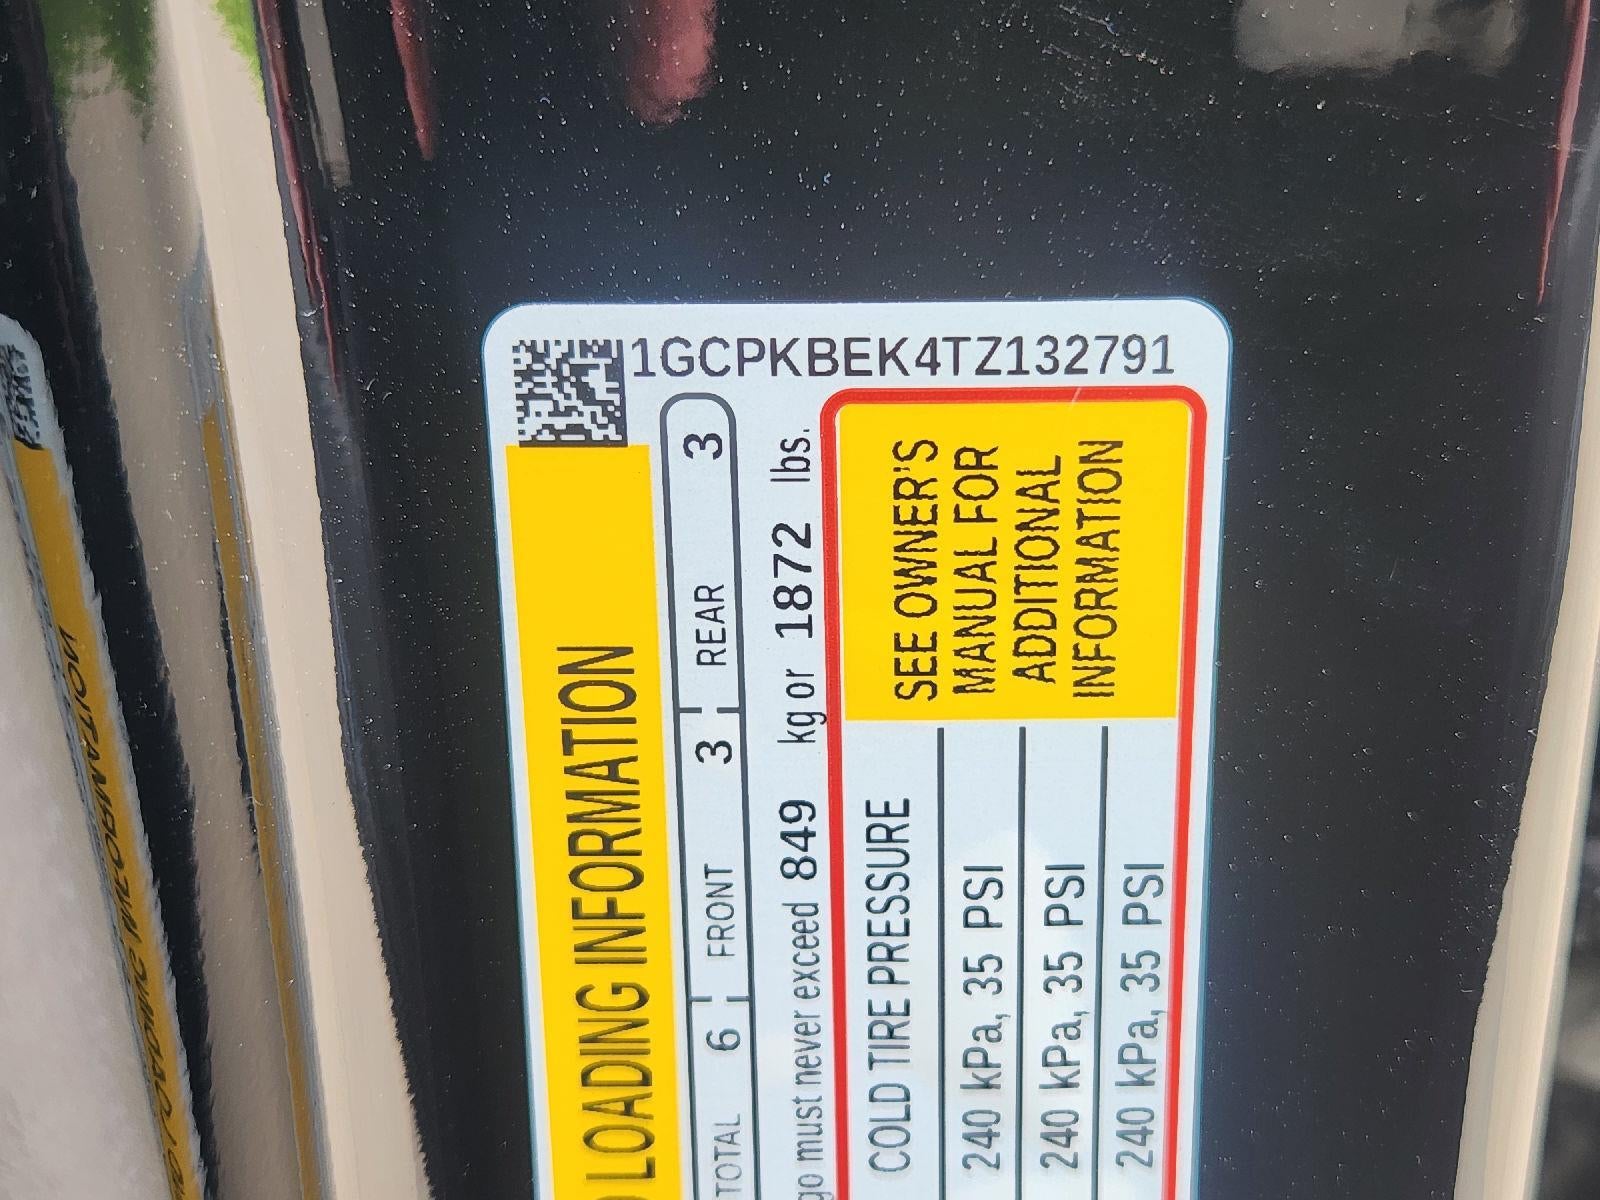 1GCPKBEK4TZ132791
LOADING INFORMATION
TOTAL 6 FRONT 3 REAR 3
must never exceed 849 kg or 1872 lbs.
COLD TIRE PRESSURE
240 kPa, 35 PSI
240 kPa, 35 PSI
240 kPa, 35 PSI
SEE OWNER'S
MANUAL FOR
ADDITIONAL
INFORMATION